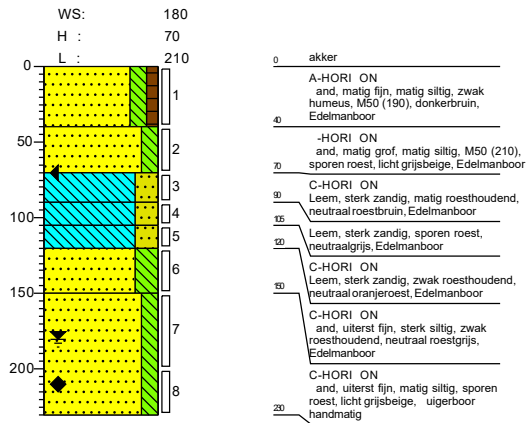 WS: 180
H : 70
L : 210
0
50
100
150
200
1
2
3
4
5
6
7
8
0 akker
A-HORI ON
and, matig fijn, matig siltig, zwak
humeus, M50 (190), donkerbruin,
Edelmanboor
40
-HORI ON
and, matig grof, matig siltig, M50 (210),
sporen roest, licht grijsbeige, Edelmanboor
70
C-HORI ON
Leem, sterk zandig, matig roesthoudend,
neutraal roestbruin, Edelmanboor
90
105
Leem, sterk zandig, sporen roest,
neutraalgrijs, Edelmanboor
120
C-HORI ON
Leem, sterk zandig, zwak roesthoudend,
neutraal oranjeroest, Edelmanboor
150
C-HORI ON
and, uiterst fijn, sterk siltig, zwak
roesthoudend, neutraal roestgrijs,
Edelmanboor
C-HORI ON
and, uiterst fijn, matig siltig, sporen
roest, licht grijsbeige, uigerboor
handmatig
230